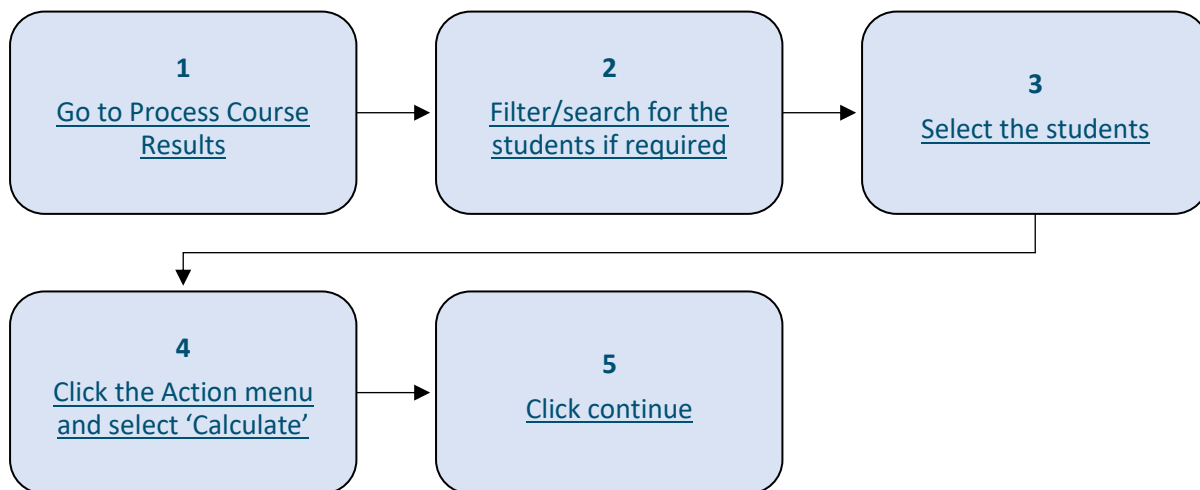 1
Go to Process Course
Results
2
Filter/search for the
students if required
3
Select the students
4
Click the Action menu
and select ‘Calculate’
5
Click continue